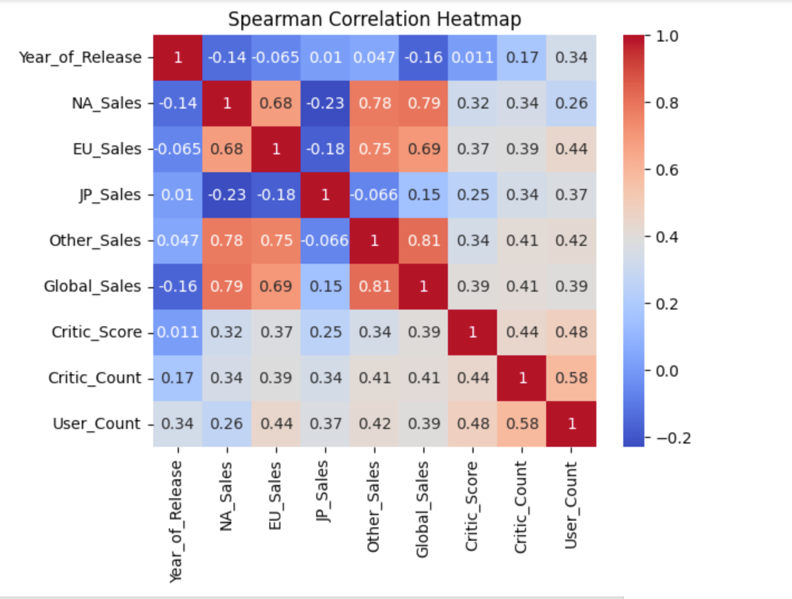 Spearman Correlation Heatmap
Year_of_Release 1 -0.14 -0.065 0.01 0.047 -0.16 0.011 0.17 0.34
NA_Sales -0.14 1 0.68 -0.23 0.78 0.79 0.32 0.34 0.26
EU_Sales -0.065 0.68 1 -0.18 0.75 0.69 0.37 0.39 0.44
JP_Sales 0.01 -0.23 -0.18 1 -0.066 0.15 0.25 0.34 0.37
Other_Sales 0.047 0.78 0.75 -0.066 1 0.81 0.34 0.41 0.42
Global_Sales -0.16 0.79 0.69 0.15 0.81 1 0.39 0.41 0.39
Critic_Score 0.011 0.32 0.37 0.25 0.34 0.39 1 0.44 0.48
Critic_Count 0.17 0.34 0.39 0.34 0.41 0.41 0.44 1 0.58
User_Count 0.34 0.26 0.44 0.37 0.42 0.39 0.48 0.58 1
Year_of_Release
NA_Sales
EU_Sales
JP_Sales
Other_Sales
Global_Sales
Critic_Score
Critic_Count
User_Count
1.0
0.8
0.6
0.4
0.2
0.0
−0.2